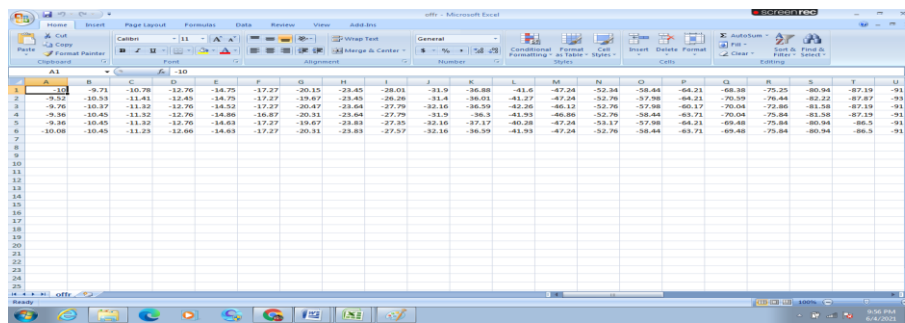 offr - Microsoft Excel
screenrec
Home Insert Page Layout Formulas Data Review View Add-Ins
Cut
Copy
Format Painter
Paste
Calibri 11
B I U
Wrap Text
Merge & Center
General
$ % ,
Conditional Formatting Format as Table Cell Styles
Insert Delete Format
AutoSum
Fill
Clear
Sort & Filter Find & Select
Clipboard Font Alignment Number Styles Cells Editing
A1 fx -10
A B C D E F G H I J K L M N O P Q R S T U
1 -10 -9.71 -10.78 -12.76 -14.75 -17.27 -20.15 -23.45 -28.01 -31.9 -36.88 -41.6 -47.24 -52.34 -58.44 -64.21 -68.38 -75.25 -80.94 -87.19 -91
2 -9.52 -10.53 -11.41 -12.45 -14.75 -17.27 -19.67 -23.45 -26.26 -31.4 -36.01 -41.27 -47.24 -52.76 -57.98 -64.21 -70.59 -76.44 -82.22 -87.87 -93
3 -9.76 -10.37 -11.32 -12.76 -14.52 -17.27 -20.47 -23.64 -27.79 -32.16 -36.59 -42.26 -46.12 -52.76 -57.98 -60.17 -70.04 -72.86 -81.58 -87.19 -91
4 -9.36 -10.45 -11.32 -12.76 -14.86 -16.87 -20.31 -23.64 -27.79 -31.9 -36.3 -41.93 -46.86 -52.76 -58.44 -63.71 -70.04 -75.84 -81.58 -87.19 -91
5 -9.36 -10.45 -11.32 -12.76 -14.63 -17.27 -19.67 -23.83 -27.35 -32.16 -37.17 -40.28 -47.24 -53.17 -57.98 -64.21 -69.48 -75.84 -80.94 -86.5 -91
6 -10.08 -10.45 -11.23 -12.66 -14.63 -17.27 -20.31 -23.83 -27.57 -32.16 -36.59 -41.93 -47.24 -52.76 -58.44 -63.71 -69.48 -75.84 -80.94 -86.5 -91
7
8
9
10
11
12
13
14
15
16
17
18
19
20
21
22
23
24
25
offr
Ready 100%
9:56 PM
6/4/2021